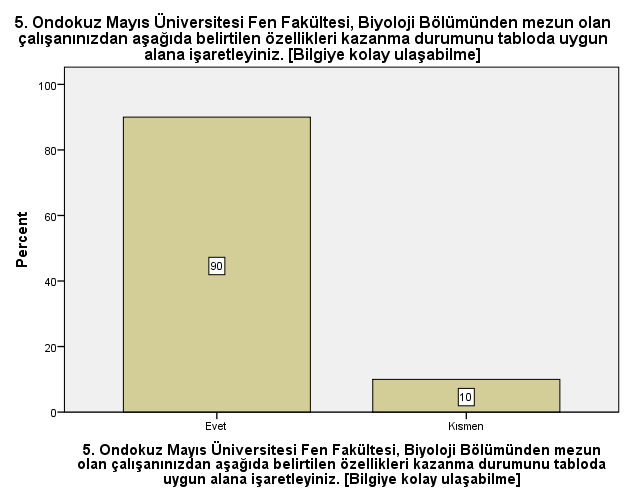 5. Ondokuz Mayıs Üniversitesi Fen Fakültesi, Biyoloji Bölümünden mezun olan
çalışanınızdan aşağıda belirtilen özellikleri kazanma durumunu tabloda uygun
alana işaretleyiniz. [Bilgiye kolay ulaşabilme]
100
80
60
40
20
0
Percent
90
10
Evet
Kısmen
5. Ondokuz Mayıs Üniversitesi Fen Fakültesi, Biyoloji Bölümünden mezun
olan çalışanınızdan aşağıda belirtilen özellikleri kazanma durumunu tabloda
uygun alana işaretleyiniz. [Bilgiye kolay ulaşabilme]